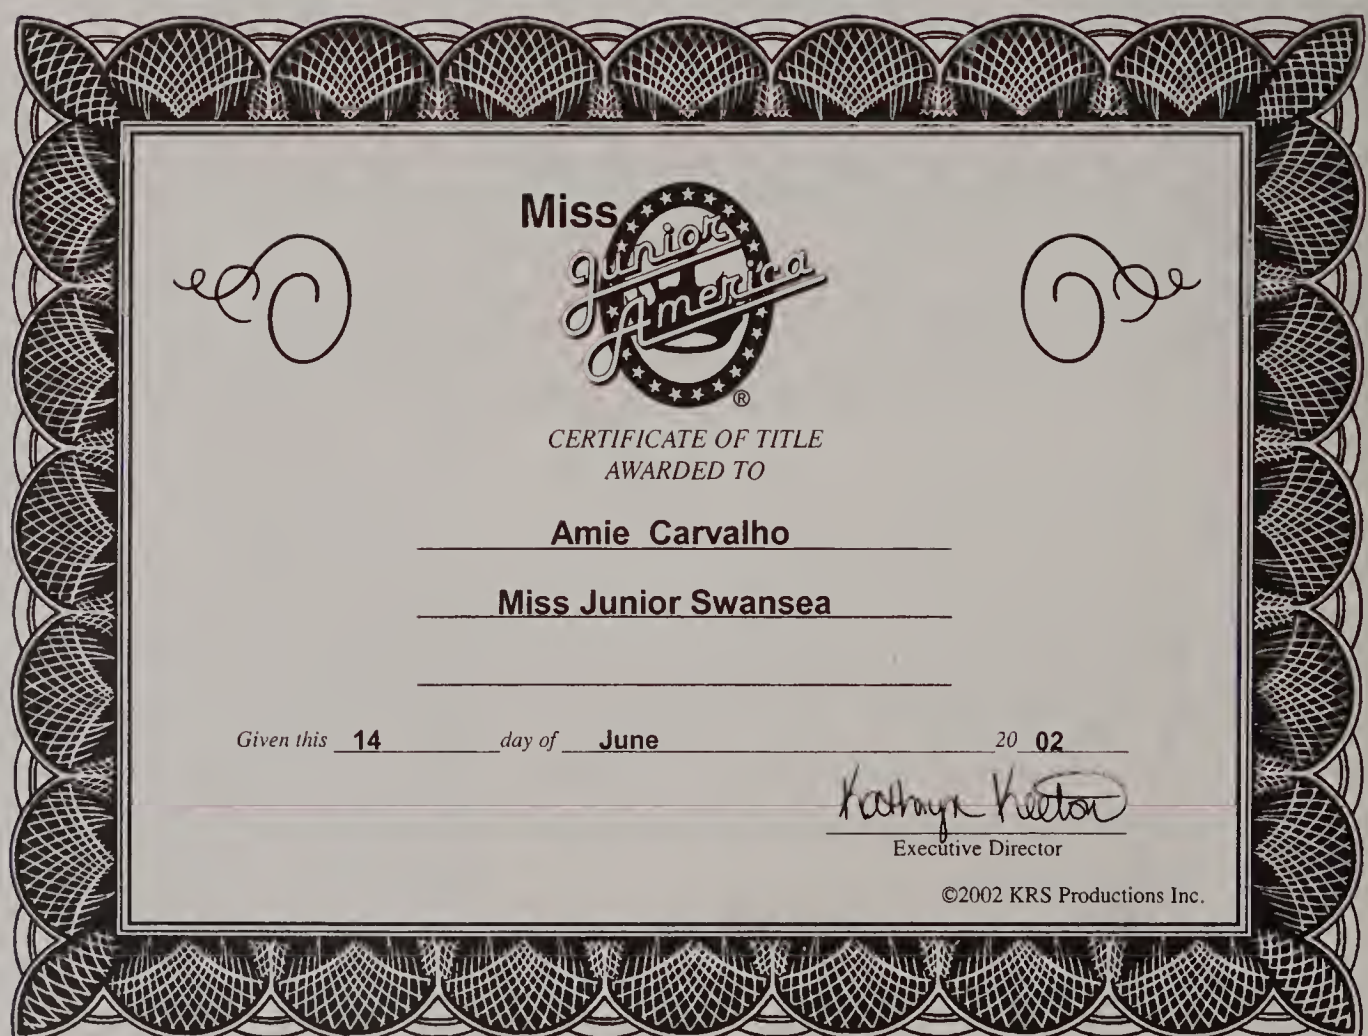 Miss
Junior
America
®
CERTIFICATE OF TITLE
AWARDED TO
Amie Carvalho
Miss Junior Swansea
Given this 14 day of June 20 02
Kathryn Keeton
Executive Director
©2002 KRS Productions Inc.